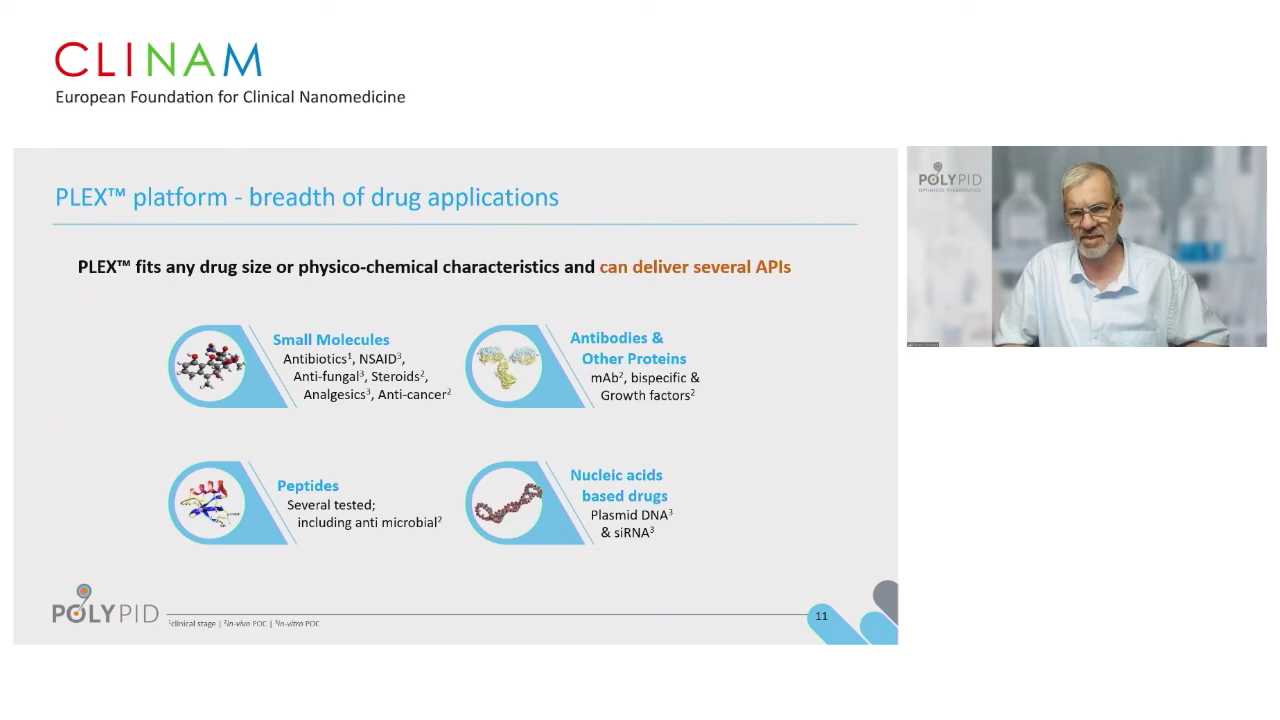 CLINAM
European Foundation for Clinical Nanomedicine
PLEX™ platform - breadth of drug applications
PLEX™ fits any drug size or physico-chemical characteristics and can deliver several APIs
Small Molecules
Antibiotics¹, NSAID³,
Anti-fungal³, Steroids²,
Analgesics³, Anti-cancer²
Antibodies &
Other Proteins
mAb², bispecific &
Growth factors²
Peptides
Several tested;
including anti microbial²
Nucleic acids
based drugs
Plasmid DNA³
& siRNA³
POLYPID
¹clinical stage | ²in-vivo POC | ³in-vitro POC
11
POLYPID
OPTIMIZED THERAPEUTICS